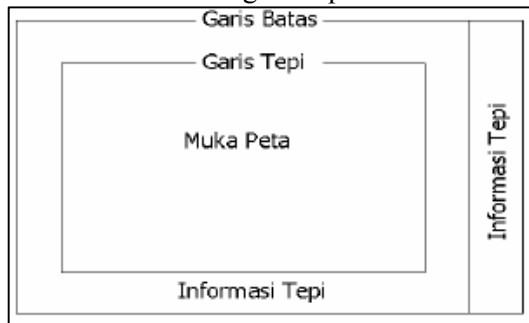 Garis Batas
Garis Tepi
Muka Peta
Informasi Tepi
Informasi Tepi